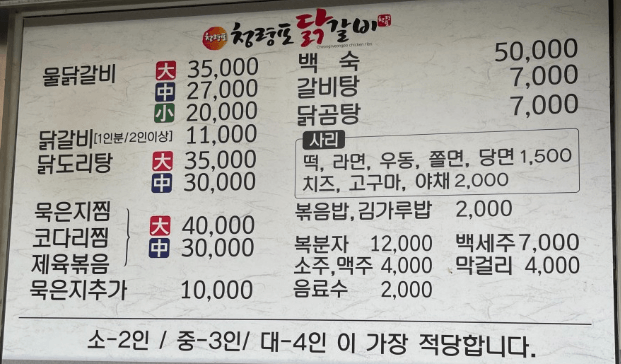 청령포 닭갈비
물닭갈비 大 35,000
中 27,000
小 20,000
닭갈비[1인분/2인이상] 11,000
닭도리탕 大 35,000
中 30,000
묵은지찜
코다리찜
제육볶음
大 40,000
中 30,000
묵은지추가 10,000
백 숙 50,000
갈비탕 7,000
닭곰탕 7,000
사리
떡, 라면, 우동, 쫄면, 당면 1,500
치즈, 고구마, 야채 2,000
볶음밥,김가루밥 2,000
복분자 12,000 백세주 7,000
소주,맥주 4,000 막걸리 4,000
음료수 2,000
소-2인 / 중-3인/ 대-4인 이 가장 적당합니다.